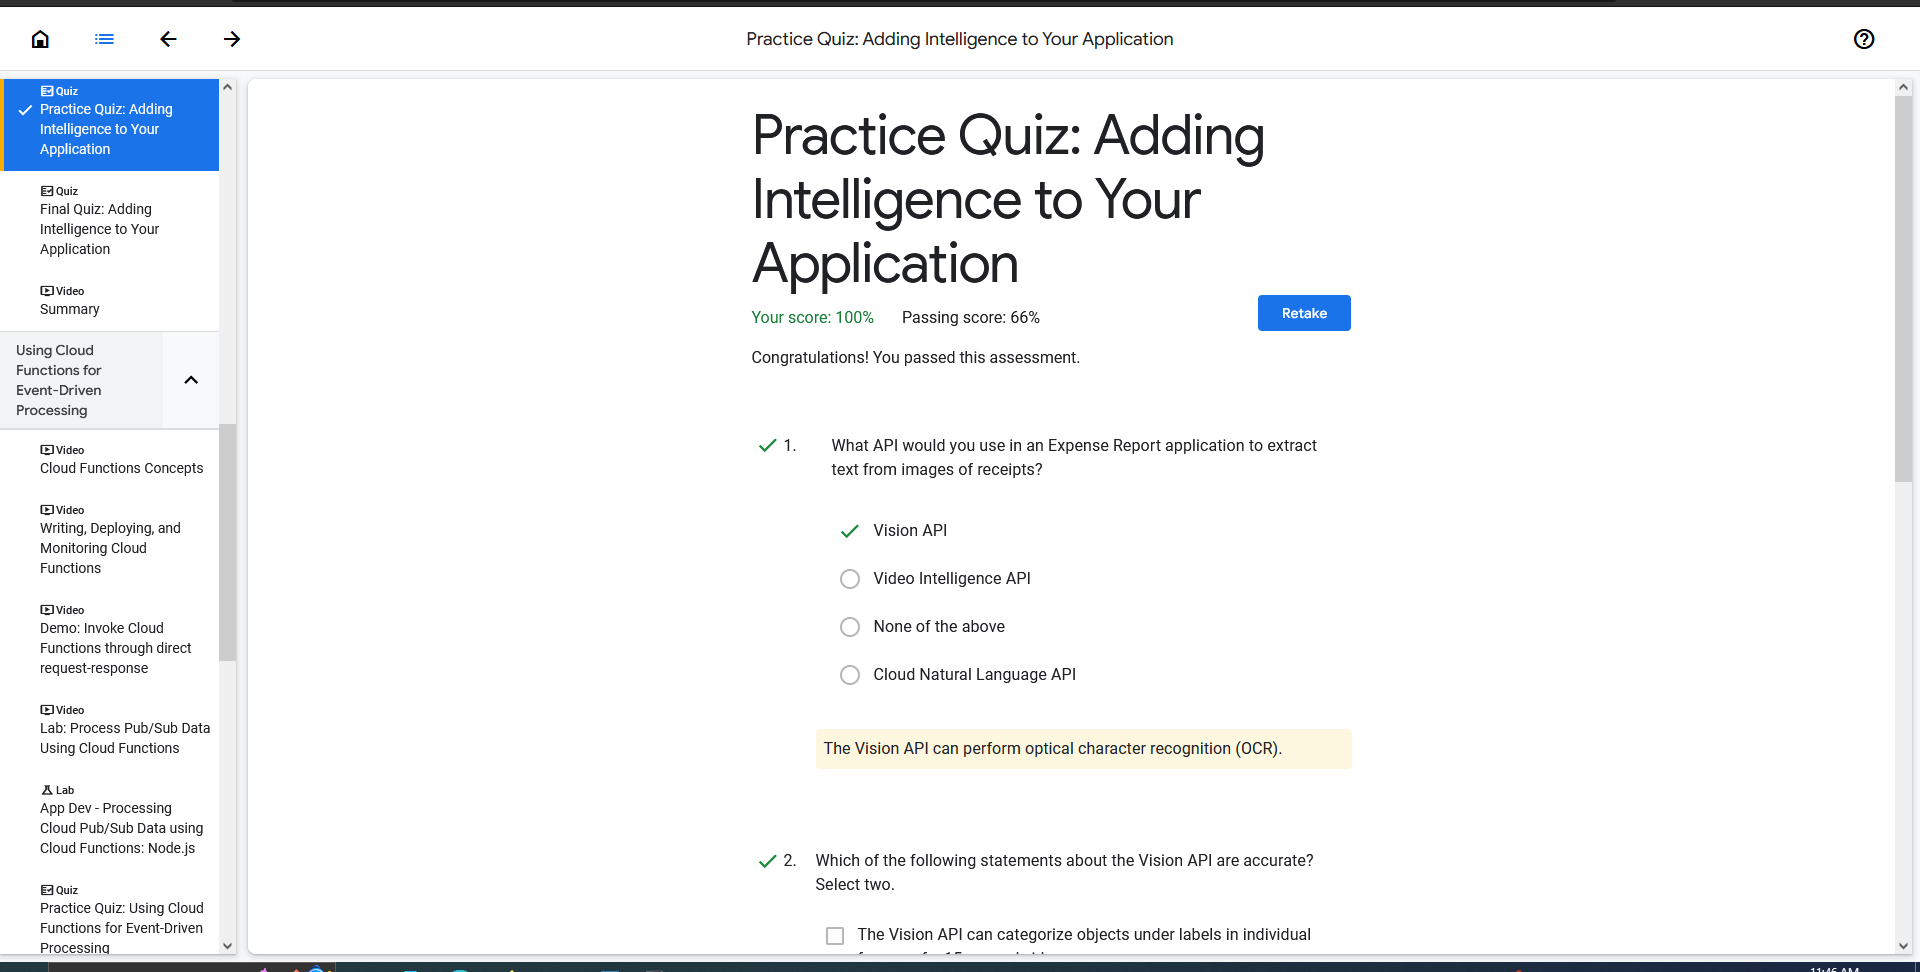 Practice Quiz: Adding Intelligence to Your Application
Quiz
Practice Quiz: Adding
Intelligence to Your
Application
Quiz
Final Quiz: Adding
Intelligence to Your
Application
Video
Summary
Using Cloud
Functions for
Event-Driven
Processing
Video
Cloud Functions Concepts
Video
Writing, Deploying, and
Monitoring Cloud
Functions
Video
Demo: Invoke Cloud
Functions through direct
request-response
Video
Lab: Process Pub/Sub Data
Using Cloud Functions
Lab
App Dev - Processing
Cloud Pub/Sub Data using
Cloud Functions: Node.js
Quiz
Practice Quiz: Using Cloud
Functions for Event-Driven
Processing
Practice Quiz: Adding
Intelligence to Your
Application
Your score: 100% Passing score: 66%
Retake
Congratulations! You passed this assessment.
1. What API would you use in an Expense Report application to extract
text from images of receipts?
Vision API
Video Intelligence API
None of the above
Cloud Natural Language API
The Vision API can perform optical character recognition (OCR).
2. Which of the following statements about the Vision API are accurate?
Select two.
The Vision API can categorize objects under labels in individual